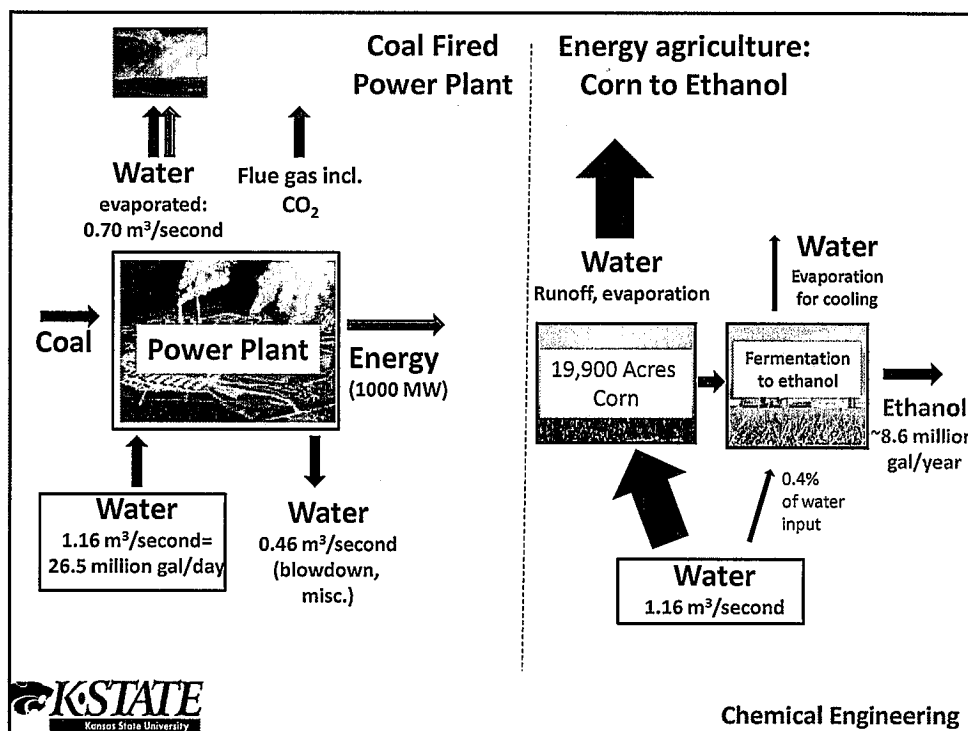 Coal Fired
Power Plant
Water
evaporated:
0.70 m³/second
Flue gas incl.
CO₂
Coal
Power Plant
Energy
(1000 MW)
Water
1.16 m³/second=
26.5 million gal/day
Water
0.46 m³/second
(blowdown,
misc.)
Energy agriculture:
Corn to Ethanol
Water
Runoff, evaporation
Water
Evaporation
for cooling
19,900 Acres
Corn
Fermentation
to ethanol
Ethanol
~8.6 million
gal/year
0.4%
of water
input
Water
1.16 m³/second
K-STATE
Kansas State University
Chemical Engineering